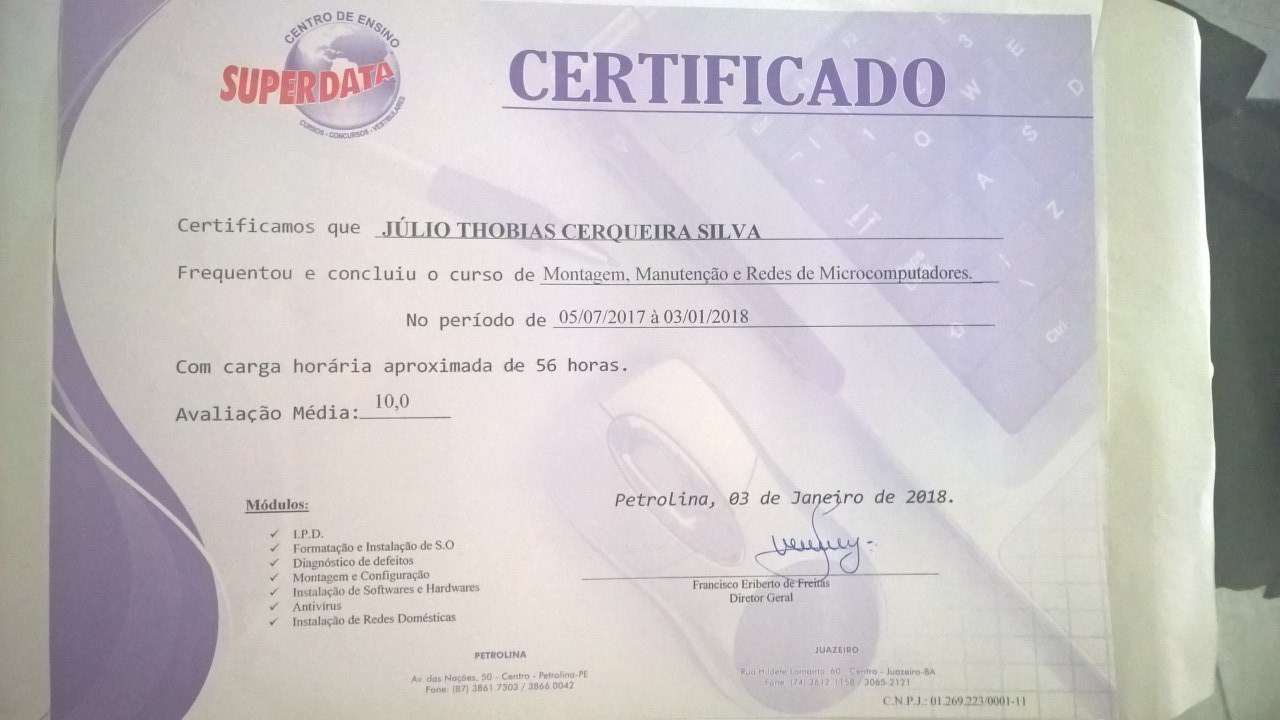 CENTRO DE ENSINO
SUPERDATA
CURSOS - CONCURSOS - VESTIBULARES
CERTIFICADO
Certificamos que JÚLIO THOBIAS CERQUEIRA SILVA
Frequentou e concluiu o curso de Montagem, Manutenção e Redes de Microcomputadores.
No período de 05/07/2017 à 03/01/2018
Com carga horária aproximada de 56 horas.
Avaliação Média: 10,0
Petrolina, 03 de Janeiro de 2018.
Francisco Eriberto de Freitas
Diretor Geral
Módulos:
✓ I.P.D.
✓ Formatação e Instalação de S.O
✓ Diagnóstico de defeitos
✓ Montagem e Configuração
✓ Instalação de Softwares e Hardwares
✓ Antivírus
✓ Instalação de Redes Domésticas
PETROLINA
Av. das Nações, 50 - Centro - Petrolina-PE
Fone: (87) 3861.7303 / 3866.0042
JUAZEIRO
Rua Hildete Lomanto, 60 - Centro - Juazeiro-BA
Fone: (74) 3612-1158 / 3065-2121
C.N.P.J.: 01.269.223/0001-11